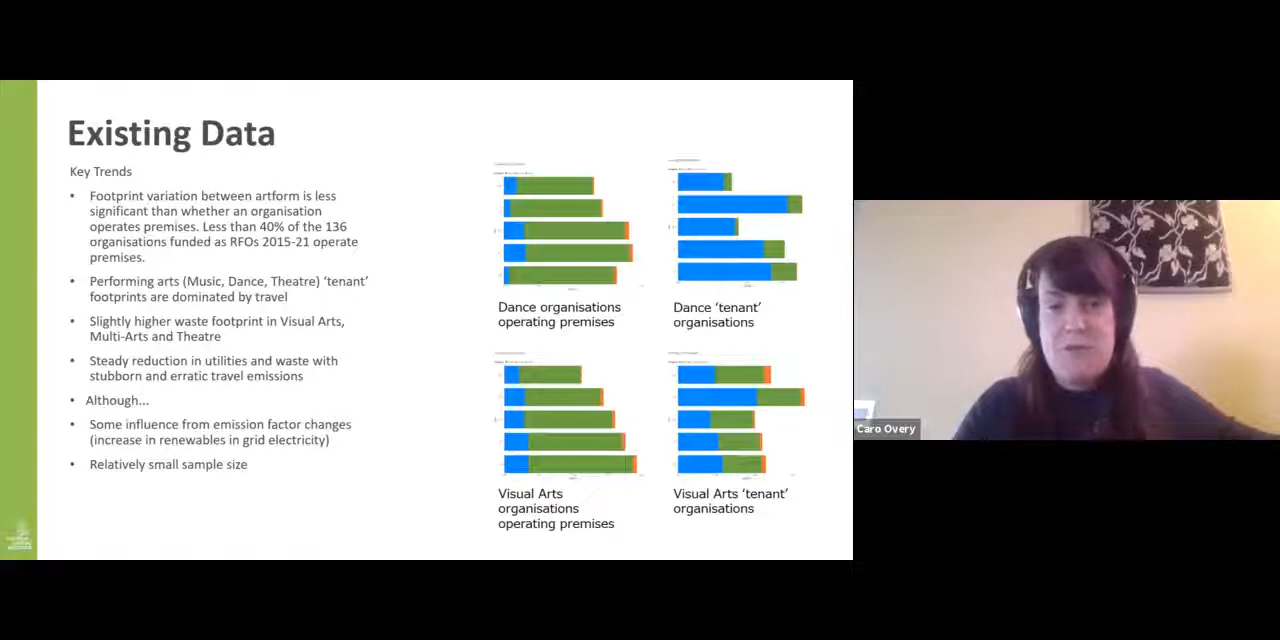 Existing Data
Key Trends
• Footprint variation between artform is less
significant than whether an organisation
operates premises. Less than 40% of the 136
organisations funded as RFOs 2015-21 operate
premises.
• Performing arts (Music, Dance, Theatre) ‘tenant’
footprints are dominated by travel
• Slightly higher waste footprint in Visual Arts,
Multi-Arts and Theatre
• Steady reduction in utilities and waste with
stubborn and erratic travel emissions
• Although...
• Some influence from emission factor changes
(increase in renewables in grid electricity)
• Relatively small sample size
Dance organisations
operating premises
Dance ‘tenant’
organisations
Visual Arts
organisations
operating premises
Visual Arts ‘tenant’
organisations
Caro Overy